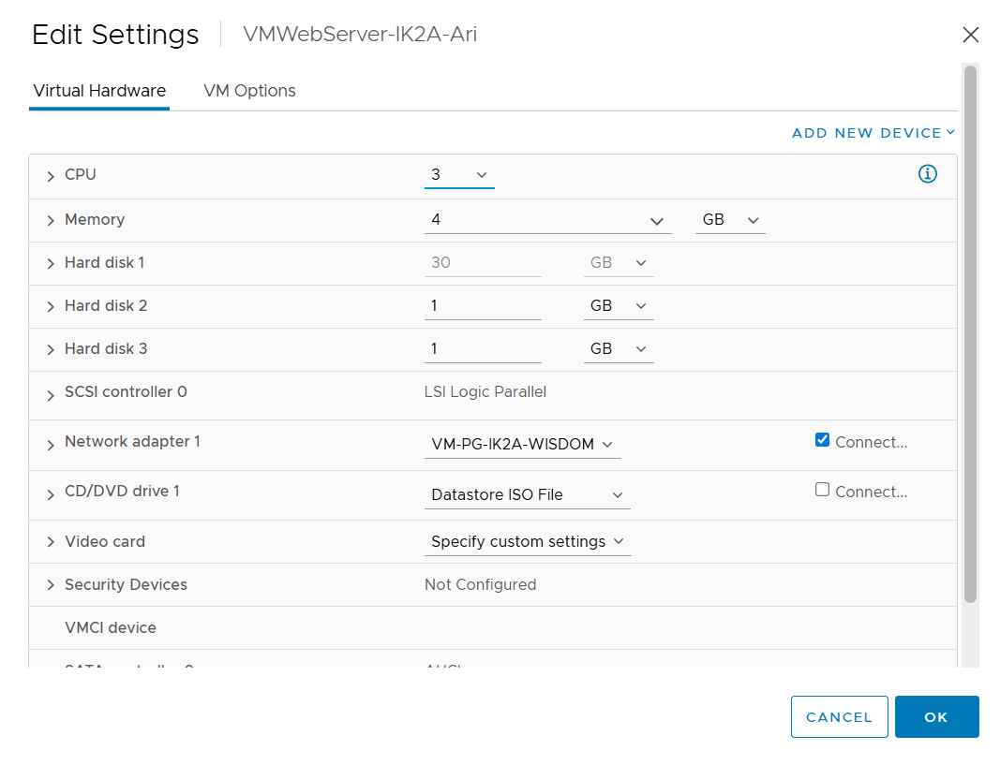 Edit Settings VMWebServer-IK2A-Ari
Virtual Hardware VM Options
ADD NEW DEVICE
CPU 3
Memory 4 GB
Hard disk 1 30 GB
Hard disk 2 1 GB
Hard disk 3 1 GB
SCSI controller 0 LSI Logic Parallel
Network adapter 1 VM-PG-IK2A-WISDOM Connect...
CD/DVD drive 1 Datastore ISO File Connect...
Video card Specify custom settings
Security Devices Not Configured
VMCI device
CANCEL OK